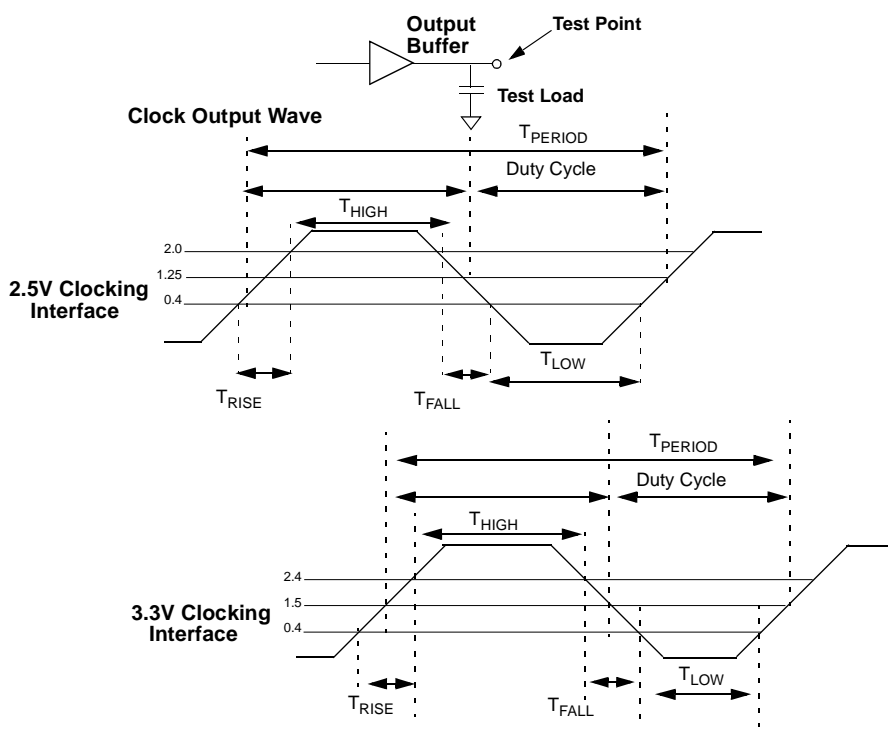 Output
Buffer
Test Point
Test Load
Clock Output Wave
TPERIOD
Duty Cycle
THIGH
2.0
1.25
0.4
2.5V Clocking
Interface
TLOW
TRISE
TFALL
TPERIOD
Duty Cycle
THIGH
2.4
1.5
0.4
3.3V Clocking
Interface
TLOW
TRISE
TFALL